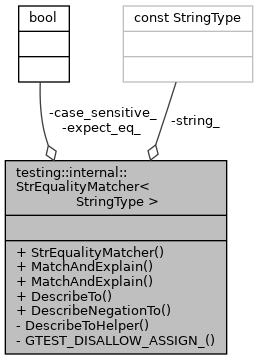 bool
const StringType
-case_sensitive_
-expect_eq_
-string_
testing::internal::
StrEqualityMatcher<
StringType >
+ StrEqualityMatcher()
+ MatchAndExplain()
+ MatchAndExplain()
+ DescribeTo()
+ DescribeNegationTo()
- DescribeToHelper()
- GTEST_DISALLOW_ASSIGN_()